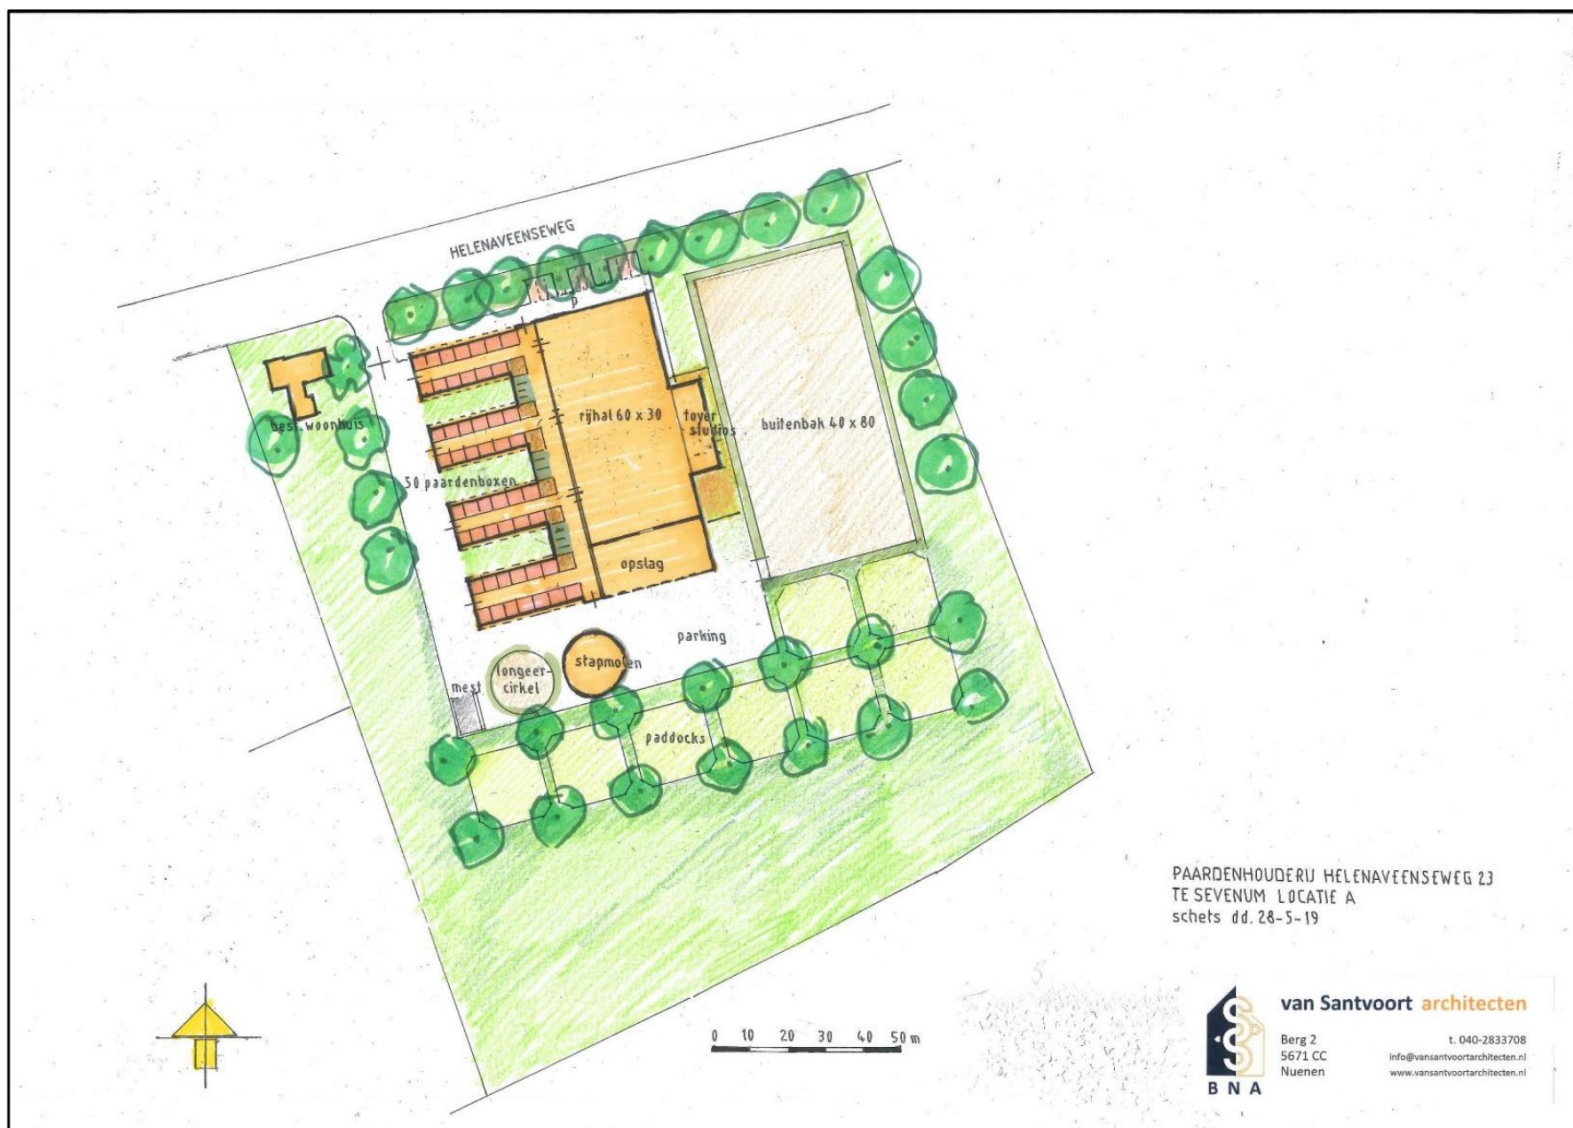 HELENAVEENSEWEG
P
best. woonhuis
rijhal 60 x 30
foyer
studios
buitenbak 40 x 80
50 paardenboxen
opslag
parking
stapmolen
longeer-
cirkel
mest
paddocks
PAARDENHOUDERIJ HELENAVEENSEWEG 23
TE SEVENUM LOCATIE A
schets dd. 28-5-19
0 10 20 30 40 50 m
van Santvoort architecten
Berg 2
5671 CC
Nuenen
t. 040-2833708
info@vansantvoortarchitecten.nl
www.vansantvoortarchitecten.nl
BNA